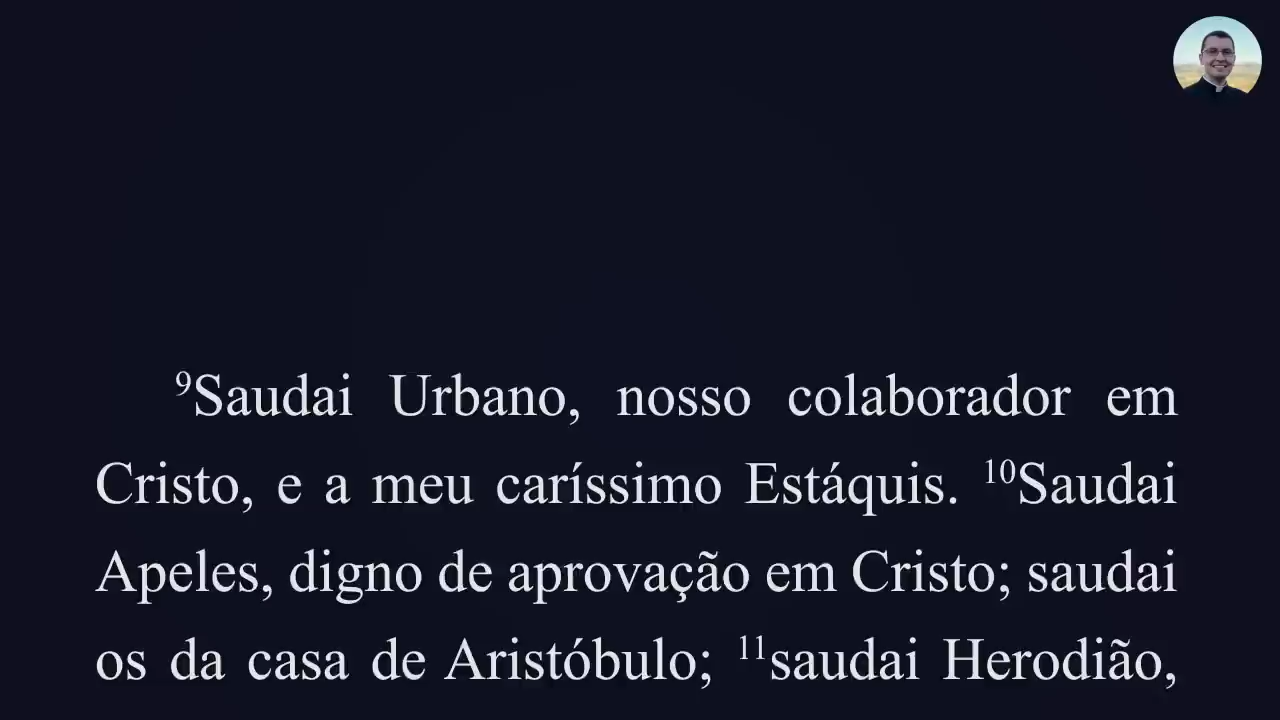 ⁹Saudai Urbano, nosso colaborador em
Cristo, e a meu caríssimo Estáquis. ¹⁰Saudai
Apeles, digno de aprovação em Cristo; saudai
os da casa de Aristóbulo; ¹¹saudai Herodião,